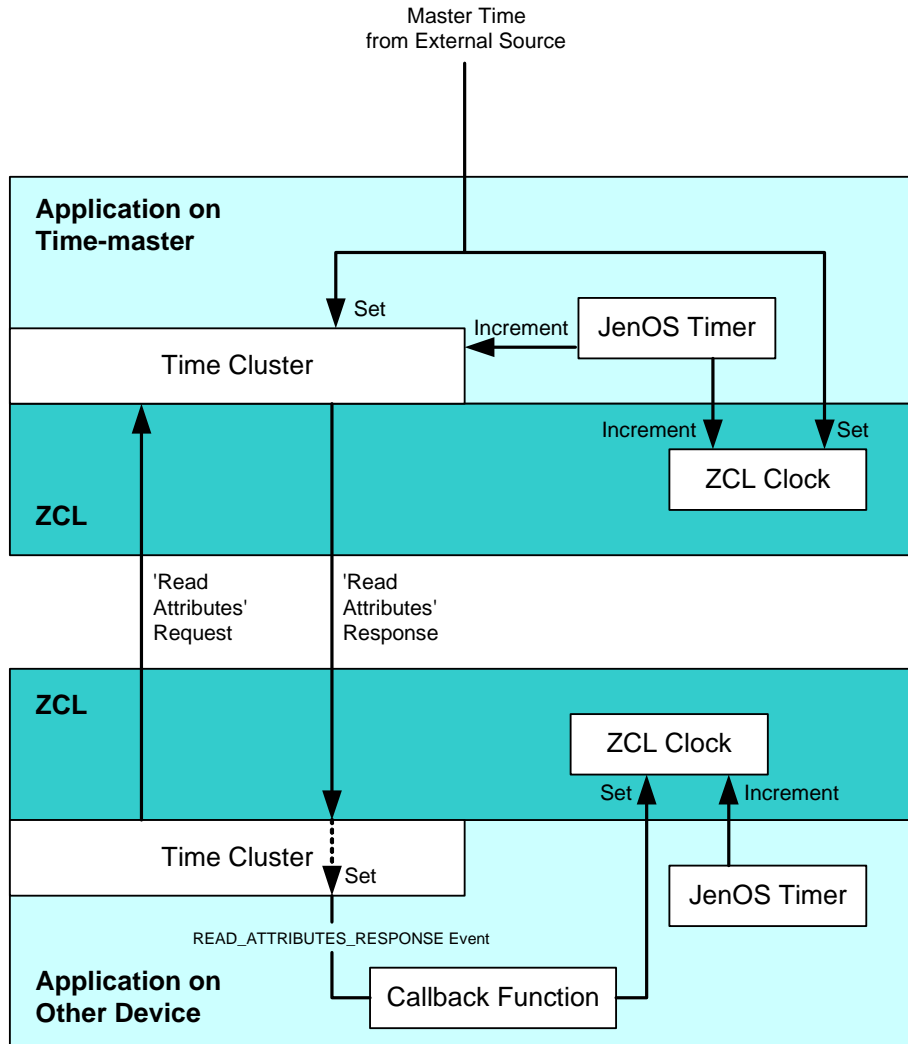 Master Time
from External Source
Application on
Time-master
Set
Increment
JenOS Timer
Time Cluster
Increment
Set
ZCL Clock
ZCL
'Read
Attributes'
Request
'Read
Attributes'
Response
ZCL
ZCL Clock
Set
Increment
Time Cluster
Set
JenOS Timer
READ_ATTRIBUTES_RESPONSE Event
Application on
Other Device
Callback Function